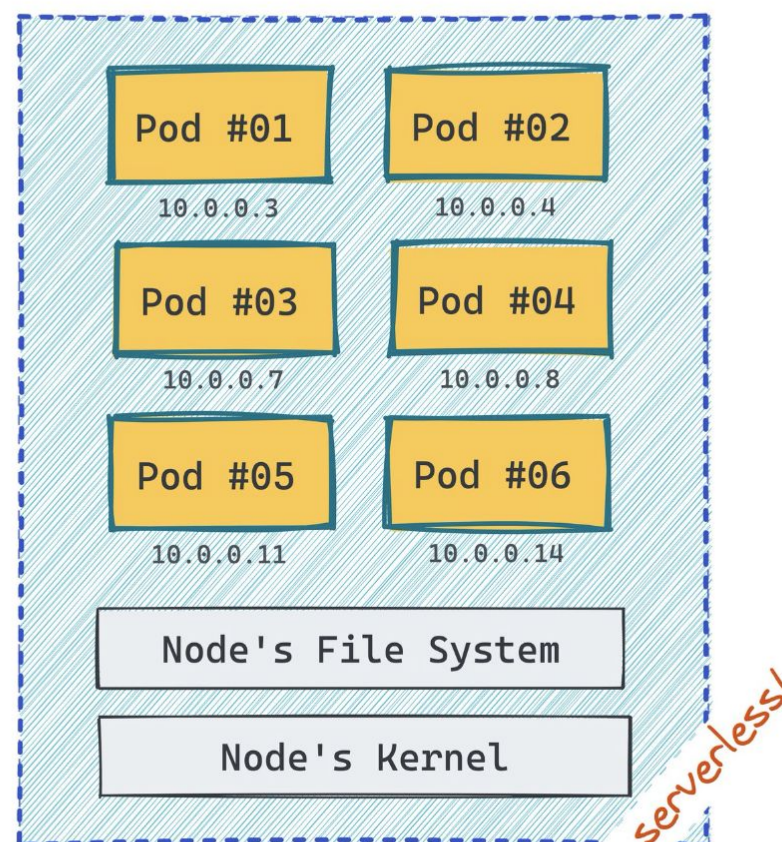 Pod #01
Pod #02
10.0.0.3
10.0.0.4
Pod #03
Pod #04
10.0.0.7
10.0.0.8
Pod #05
Pod #06
10.0.0.11
10.0.0.14
Node's File System
Node's Kernel
serverless!